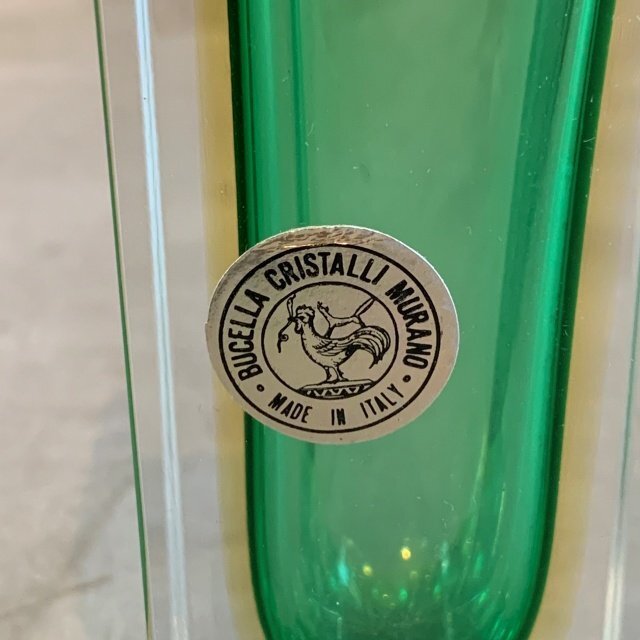 • BUCELLA CRISTALLI MURANO •
MADE IN ITALY